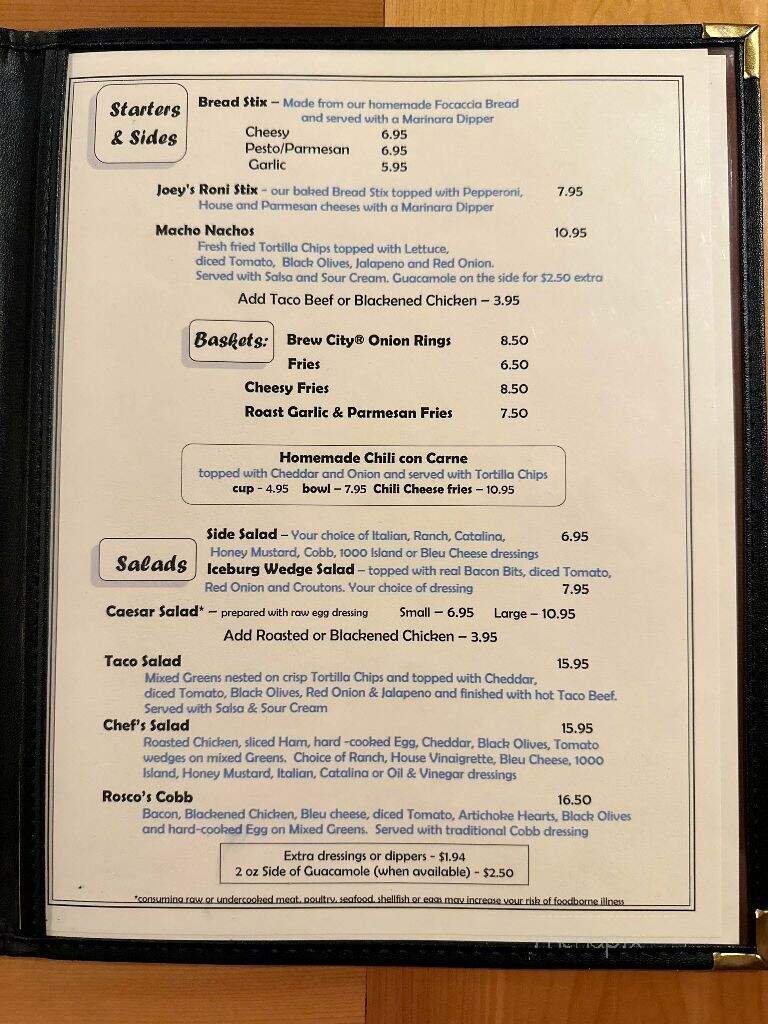 Starters
& Sides
Bread Stix – Made from our homemade Focaccia Bread
and served with a Marinara Dipper
Cheesy 6.95
Pesto/Parmesan 6.95
Garlic 5.95
Joey's Roni Stix - our baked Bread Stix topped with Pepperoni, 7.95
House and Parmesan cheeses with a Marinara Dipper
Macho Nachos 10.95
Fresh fried Tortilla Chips topped with Lettuce,
diced Tomato, Black Olives, Jalapeno and Red Onion.
Served with Salsa and Sour Cream. Guacamole on the side for $2.50 extra
Add Taco Beef or Blackened Chicken – 3.95
Baskets: Brew City® Onion Rings 8.50
Fries 6.50
Cheesy Fries 8.50
Roast Garlic & Parmesan Fries 7.50
Homemade Chili con Carne
topped with Cheddar and Onion and served with Tortilla Chips
cup - 4.95 bowl – 7.95 Chili Cheese fries – 10.95
Salads
Side Salad – Your choice of Italian, Ranch, Catalina, 6.95
Honey Mustard, Cobb, 1000 Island or Bleu Cheese dressings
Iceburg Wedge Salad – topped with real Bacon Bits, diced Tomato,
Red Onion and Croutons. Your choice of dressing 7.95
Caesar Salad* – prepared with raw egg dressing Small – 6.95 Large – 10.95
Add Roasted or Blackened Chicken – 3.95
Taco Salad 15.95
Mixed Greens nested on crisp Tortilla Chips and topped with Cheddar,
diced Tomato, Black Olives, Red Onion & Jalapeno and finished with hot Taco Beef.
Served with Salsa & Sour Cream
Chef's Salad 15.95
Roasted Chicken, sliced Ham, hard -cooked Egg, Cheddar, Black Olives, Tomato
wedges on mixed Greens. Choice of Ranch, House Vinaigrette, Bleu Cheese, 1000
Island, Honey Mustard, Italian, Catalina or Oil & Vinegar dressings
Rosco's Cobb 16.50
Bacon, Blackened Chicken, Bleu cheese, diced Tomato, Artichoke Hearts, Black Olives
and hard-cooked Egg on Mixed Greens. Served with traditional Cobb dressing
Extra dressings or dippers - $1.94
2 oz Side of Guacamole (when available) - $2.50
*consuming raw or undercooked meat, poultry, seafood, shellfish or eggs may increase your risk of foodborne illness